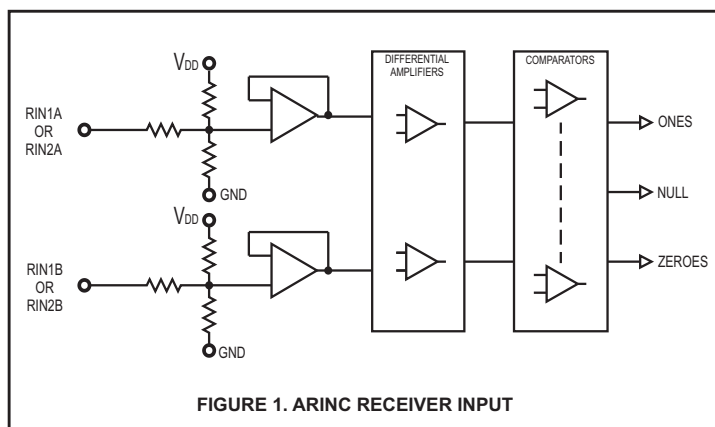 VDD
RIN1A
OR
RIN2A
GND
VDD
RIN1B
OR
RIN2B
GND
DIFFERENTIAL
AMPLIFIERS
COMPARATORS
ONES
NULL
ZEROES
FIGURE 1. ARINC RECEIVER INPUT